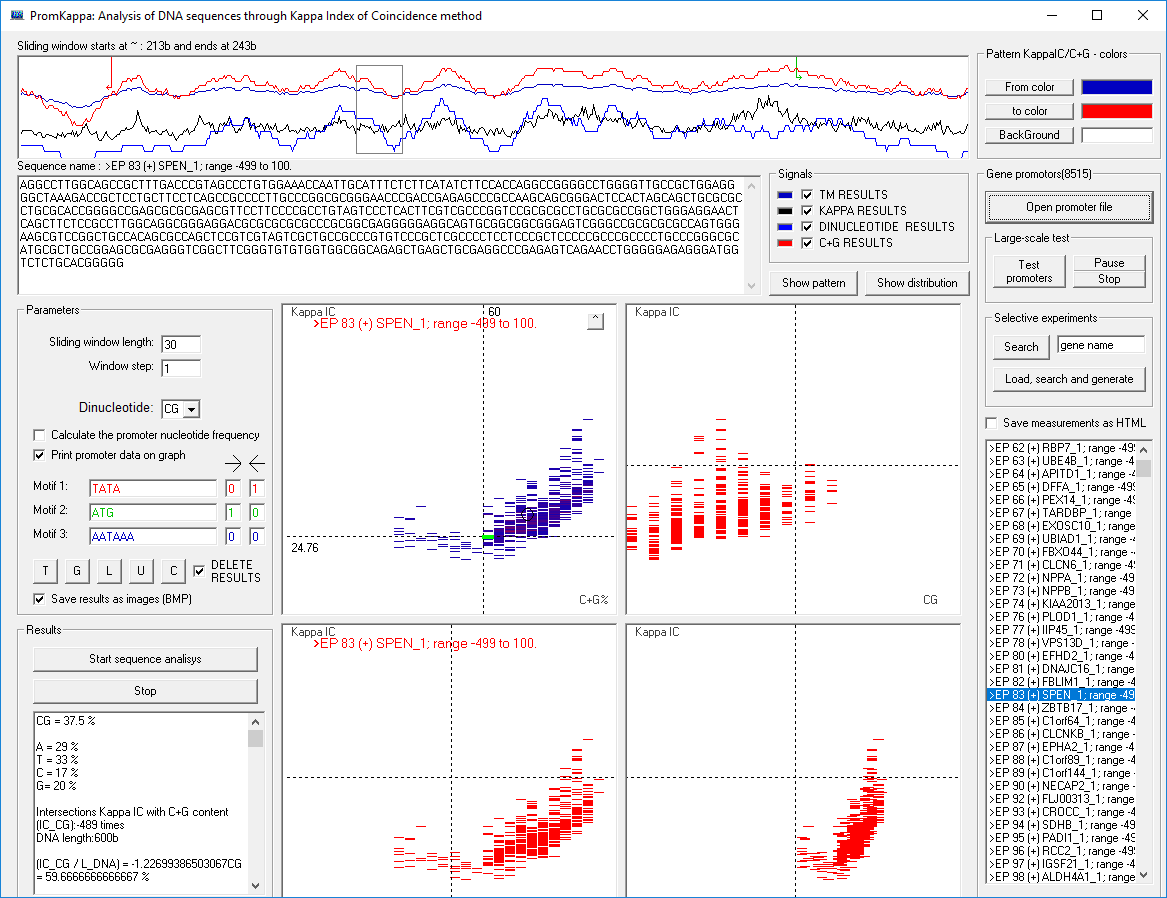 PromKappa: Analysis of DNA sequences through Kappa Index of Coincidence method
Sliding window starts at ~ : 213b and ends at 243b
Sequence name : >EP 83 (+) SPEN_1; range -499 to 100.
AGGCCTTGGCAGCCGCTTTGACCCGTAGCCCTGTGGAAACCAATTGCATTTCTCTTCATATCTTCCACCAGGCCGGGGCCTGGGGTTGCCGCTGGAGG
GGCTAAAGACCGCTCCTGCTTCCTCAGCCGCCCCTTGCCCGGCGCGGGAACCCGACCGAGAGCCCGCCAAGCAGCGGGACTCCACTAGCAGCTGCGCGC
CTGCGCACCGGGGCCGAGCGCGCGAGCGTTCCTTCCCCGCCTGTAGTCCCTCACTTCGTCGCCCGGTCCGCGCGCCTGCGCGCCGGCTGGGAGGAACT
CAGCTTCTCCGCCTTGGCAGGCGGGAGGACGCGCGCGCGCCCGCGCGGGGGGAGGCAGTGCGGCGGCGGGAGTCGGGCCGCGCGCGCCAGTGGG
AAGCGTCCGGCTGCCACAGCGCCAGCTCCGTCGTAGTCGCTGCCGCCCCGTGTCCCGCTCGCCCCTCCTCCCGCTCCCCCGCCCGCCCCTGCCCGGGCGC
ATGCGCTGCCGGAGCGCGAGGGTCGGCTTCGGGTGTGTGGTGGCGGCAGAGCTGAGCTGCGAGGCCCGAGAGTCAGAACCTGGGGGAGAGGGATGG
TCTCTGCACGGGGG
Signals
TM RESULTS
KAPPA RESULTS
DINUCLEOTIDE RESULTS
C+G RESULTS
Show pattern
Show distribution
Pattern KappaIC/C+G - colors
From color
to color
BackGround
Gene promotors(8515)
Open promoter file
Large-scale test
Test promoters
Pause
Stop
Selective experiments
Search
gene name
Load, search and generate
Save measurements as HTML
>EP 62 (+) RBP7_1; range -499
>EP 63 (+) UBE4B_1; range -4
>EP 64 (+) APITD1_1; range -4
>EP 65 (+) DFFA_1; range -499
>EP 66 (+) PEX14_1; range -49
>EP 67 (+) TARDBP_1; range
>EP 68 (+) EXOSC10_1; range
>EP 69 (+) UBIAD1_1; range -4
>EP 70 (+) FBXO44_1; range -4
>EP 71 (+) CLCN6_1; range -49
>EP 72 (+) NPPA_1; range -49
>EP 73 (+) NPPB_1; range -49
>EP 74 (+) KIAA2013_1; range
>EP 76 (+) PLOD1_1; range -4
>EP 77 (+) IIP45_1; range -499
>EP 78 (+) VPS13D_1; range -
>EP 80 (+) EFHD2_1; range -4
>EP 81 (+) DNAJC16_1; range
>EP 82 (+) FBLIM1_1; range -4
>EP 83 (+) SPEN_1; range -49
>EP 84 (+) ZBTB17_1; range -
>EP 85 (+) C1orf64_1; range -4
>EP 86 (+) CLCNKB_1; range -
>EP 87 (+) EPHA2_1; range -4
>EP 88 (+) C1orf89_1; range -4
>EP 89 (+) C1orf144_1; range -
>EP 90 (+) NECAP2_1; range -
>EP 92 (+) FLJ00313_1; range -
>EP 93 (+) CROCC_1; range -4
>EP 94 (+) SDHB_1; range -49
>EP 95 (+) PADI1_1; range -49
>EP 96 (+) RCC2_1; range -49
>EP 97 (+) IGSF21_1; range -4
>EP 98 (+) ALDH4A1_1; range
Parameters
Sliding window length: 30
Window step: 1
Dinucleotide: CG
Calculate the promoter nucleotide frequency
Print promoter data on graph
Motif 1: TATA 0 1
Motif 2: ATG 1 0
Motif 3: AATAAA 0 0
T G L U C
DELETE RESULTS
Save results as images (BMP)
Results
Start sequence analisys
Stop
CG = 37.5 %
A = 29 %
T = 33 %
C = 17 %
G= 20 %
Intersections Kappa IC with C+G content
(IC_CG):-489 times
DNA length:600b
(IC_CG / L_DNA) = -1.22699386503067CG
= 59.6666666666667 %
Kappa IC
60
>EP 83 (+) SPEN_1; range -499 to 100.
24.76
C+G%
Kappa IC
CG
Kappa IC
>EP 83 (+) SPEN_1; range -499 to 100.
Kappa IC